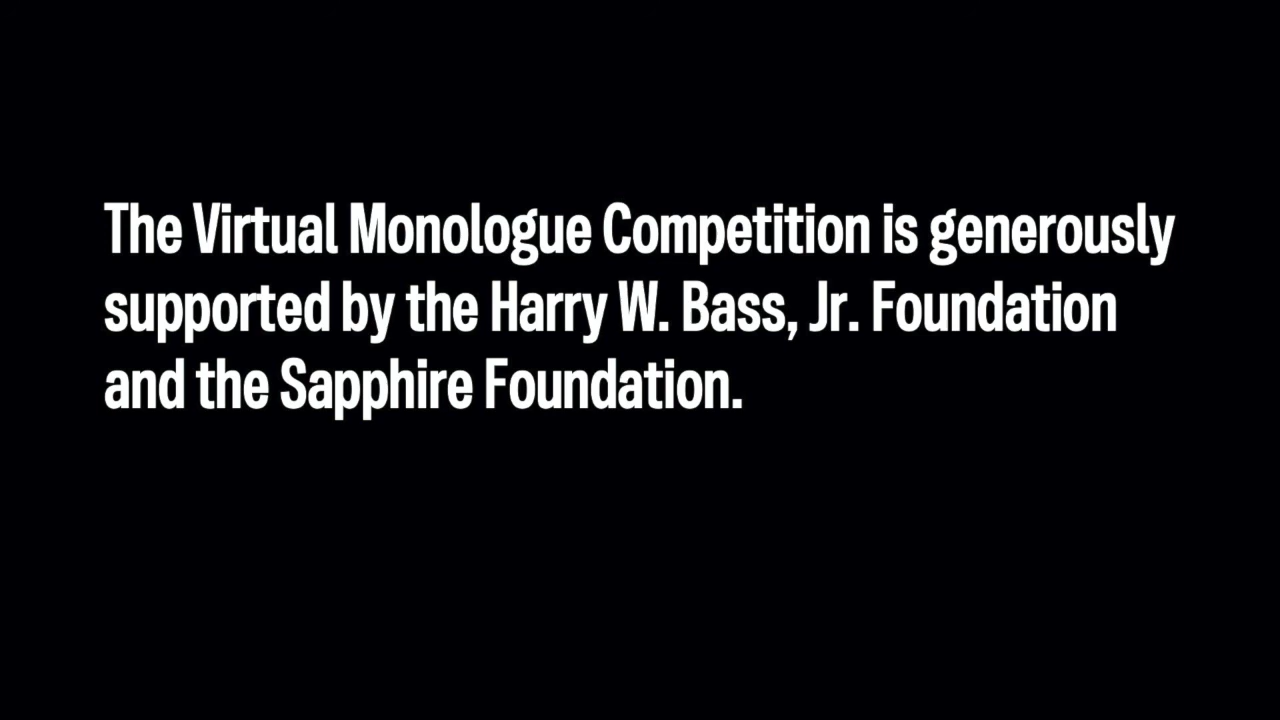 The Virtual Monologue Competition is generously
supported by the Harry W. Bass, Jr. Foundation
and the Sapphire Foundation.